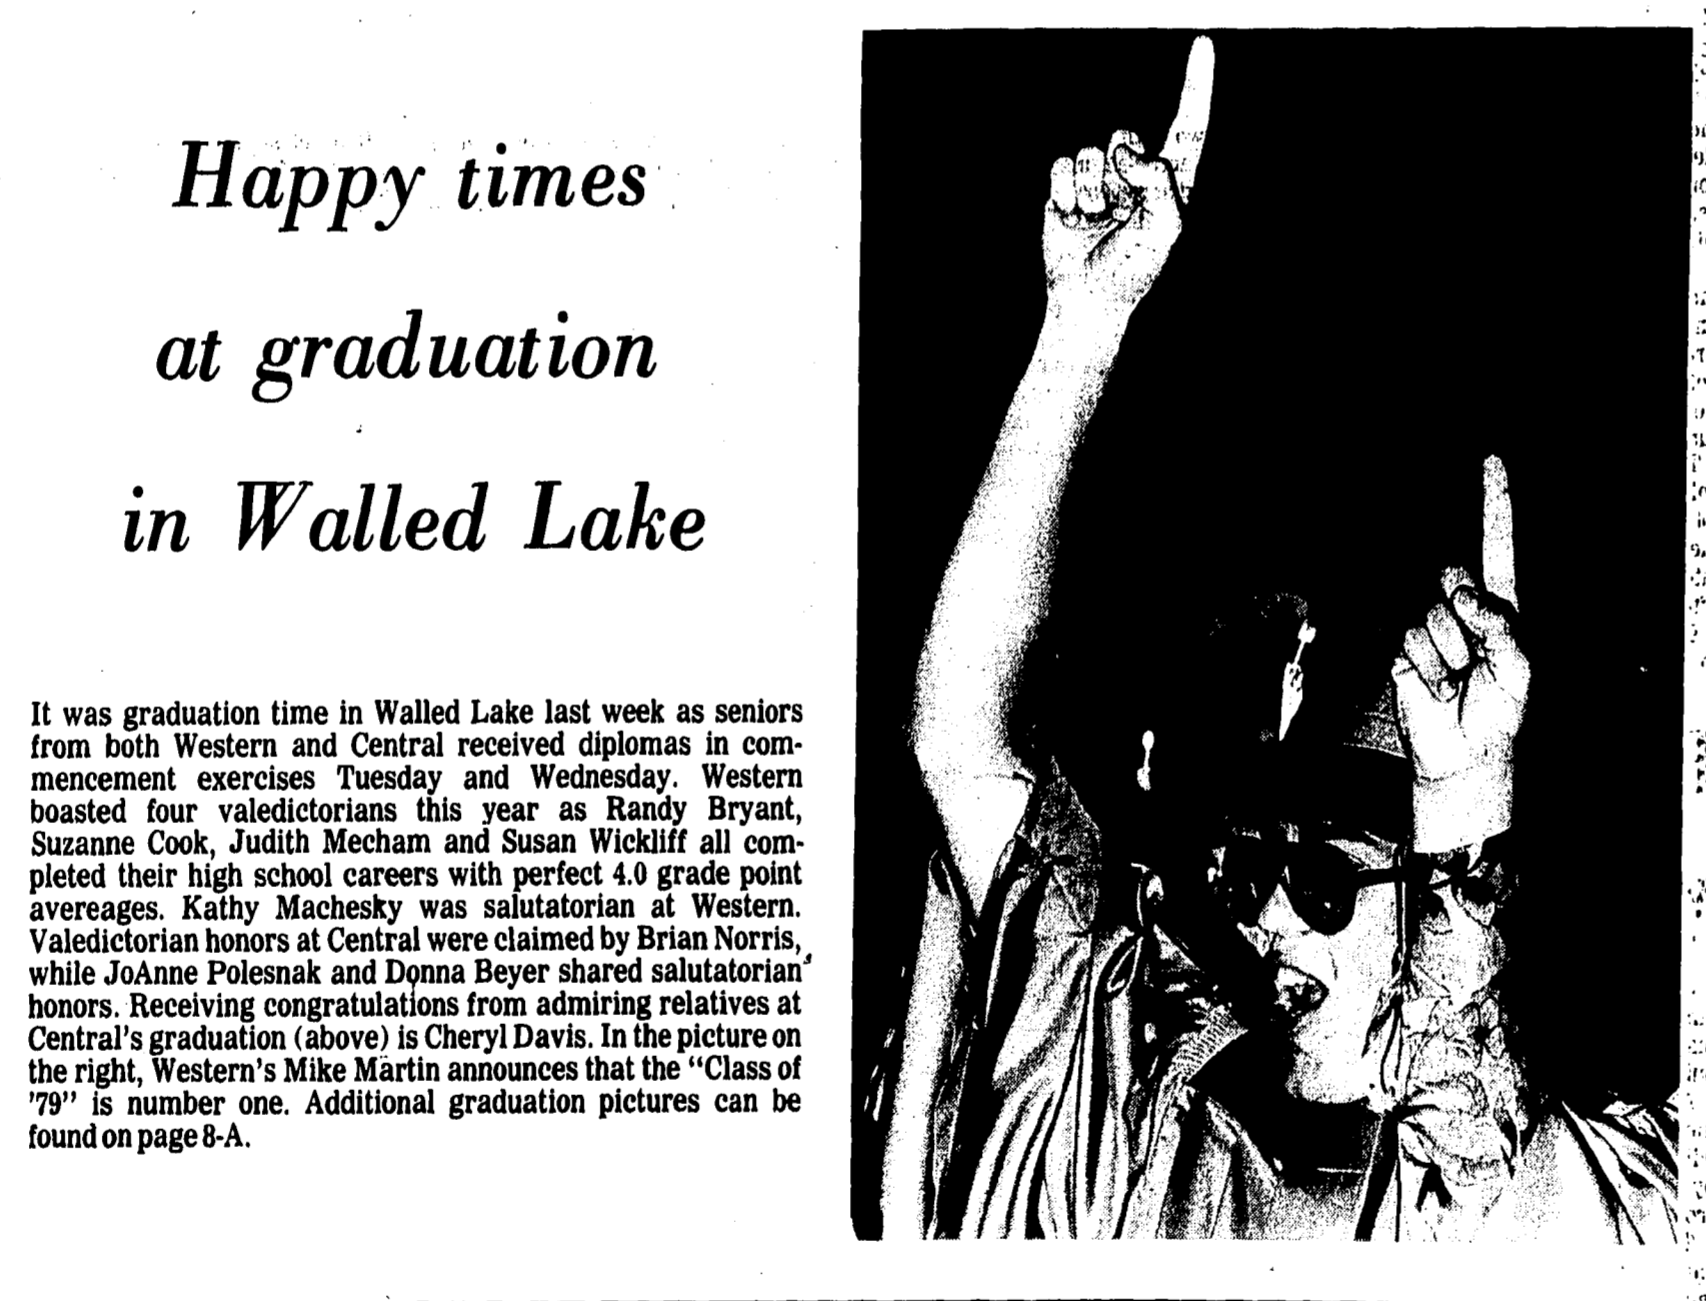 Happy times
at graduation
in Walled Lake
It was graduation time in Walled Lake last week as seniors
from both Western and Central received diplomas in com-
mencement exercises Tuesday and Wednesday. Western
boasted four valedictorians this year as Randy Bryant,
Suzanne Cook, Judith Mecham and Susan Wickliff all com-
pleted their high school careers with perfect 4.0 grade point
avereages. Kathy Machesky was salutatorian at Western.
Valedictorian honors at Central were claimed by Brian Norris,
while JoAnne Polesnak and Donna Beyer shared salutatorian
honors. Receiving congratulations from admiring relatives at
Central's graduation (above) is Cheryl Davis. In the picture on
the right, Western's Mike Martin announces that the "Class of
'79" is number one. Additional graduation pictures can be
found on page 8-A.